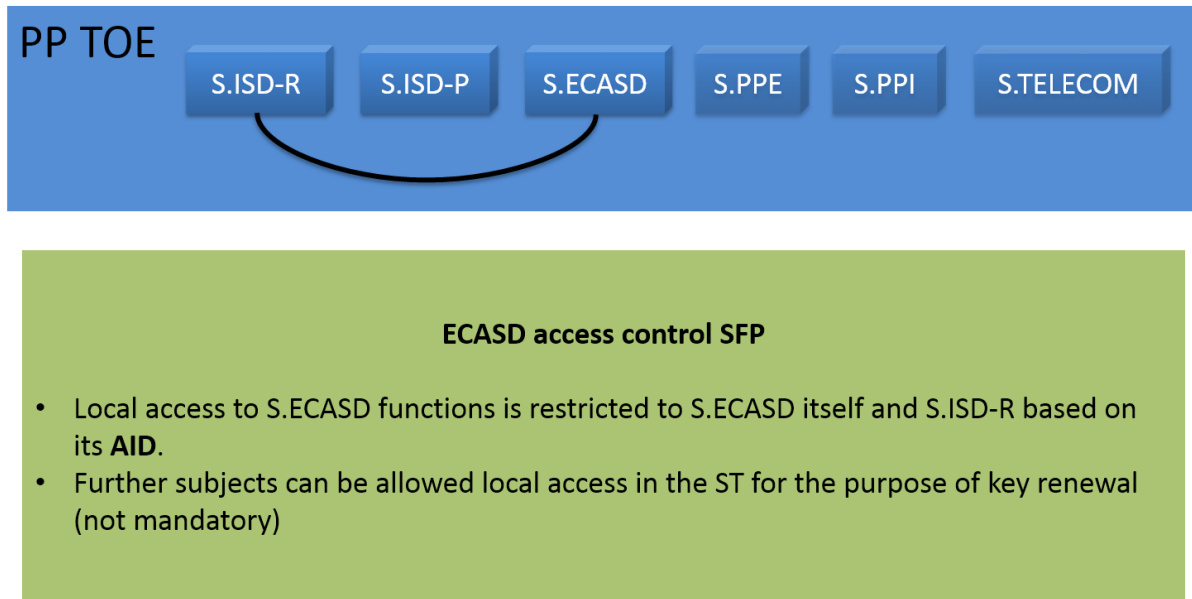 PP TOE
S.ISD-R S.ISD-P S.ECASD S.PPE S.PPI S.TELECOM
ECASD access control SFP
• Local access to S.ECASD functions is restricted to S.ECASD itself and S.ISD-R based on
its AID.
• Further subjects can be allowed local access in the ST for the purpose of key renewal
(not mandatory)